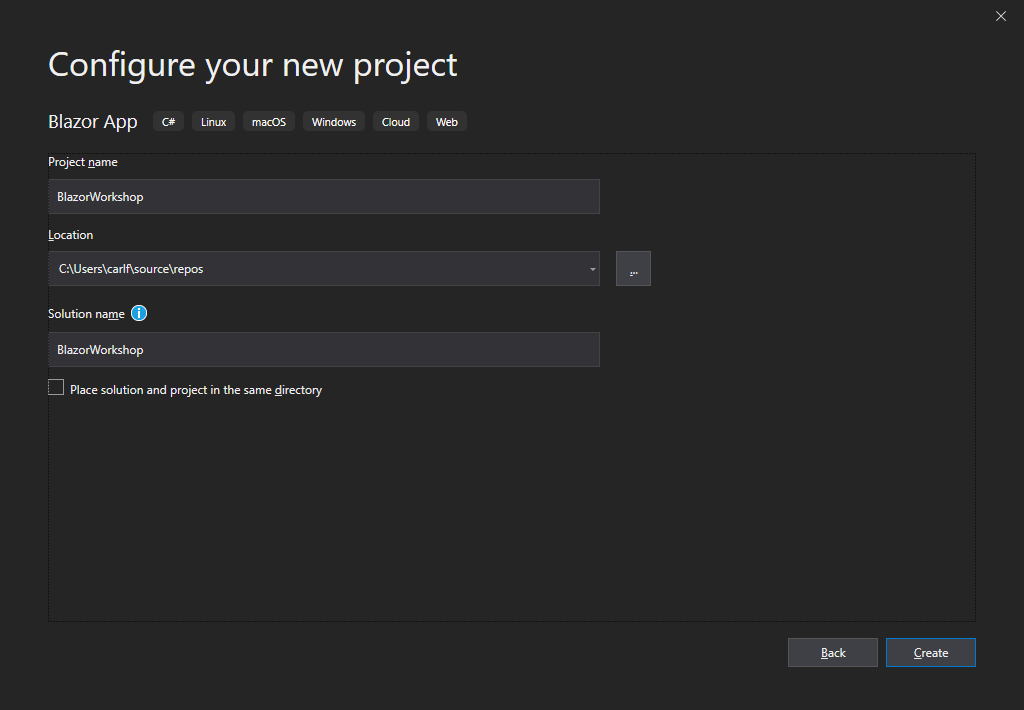 Configure your new project
Blazor App C# Linux macOS Windows Cloud Web
Project name
BlazorWorkshop
Location
C:\Users\carlf\source\repos
...
Solution name i
BlazorWorkshop
Place solution and project in the same directory
Back Create